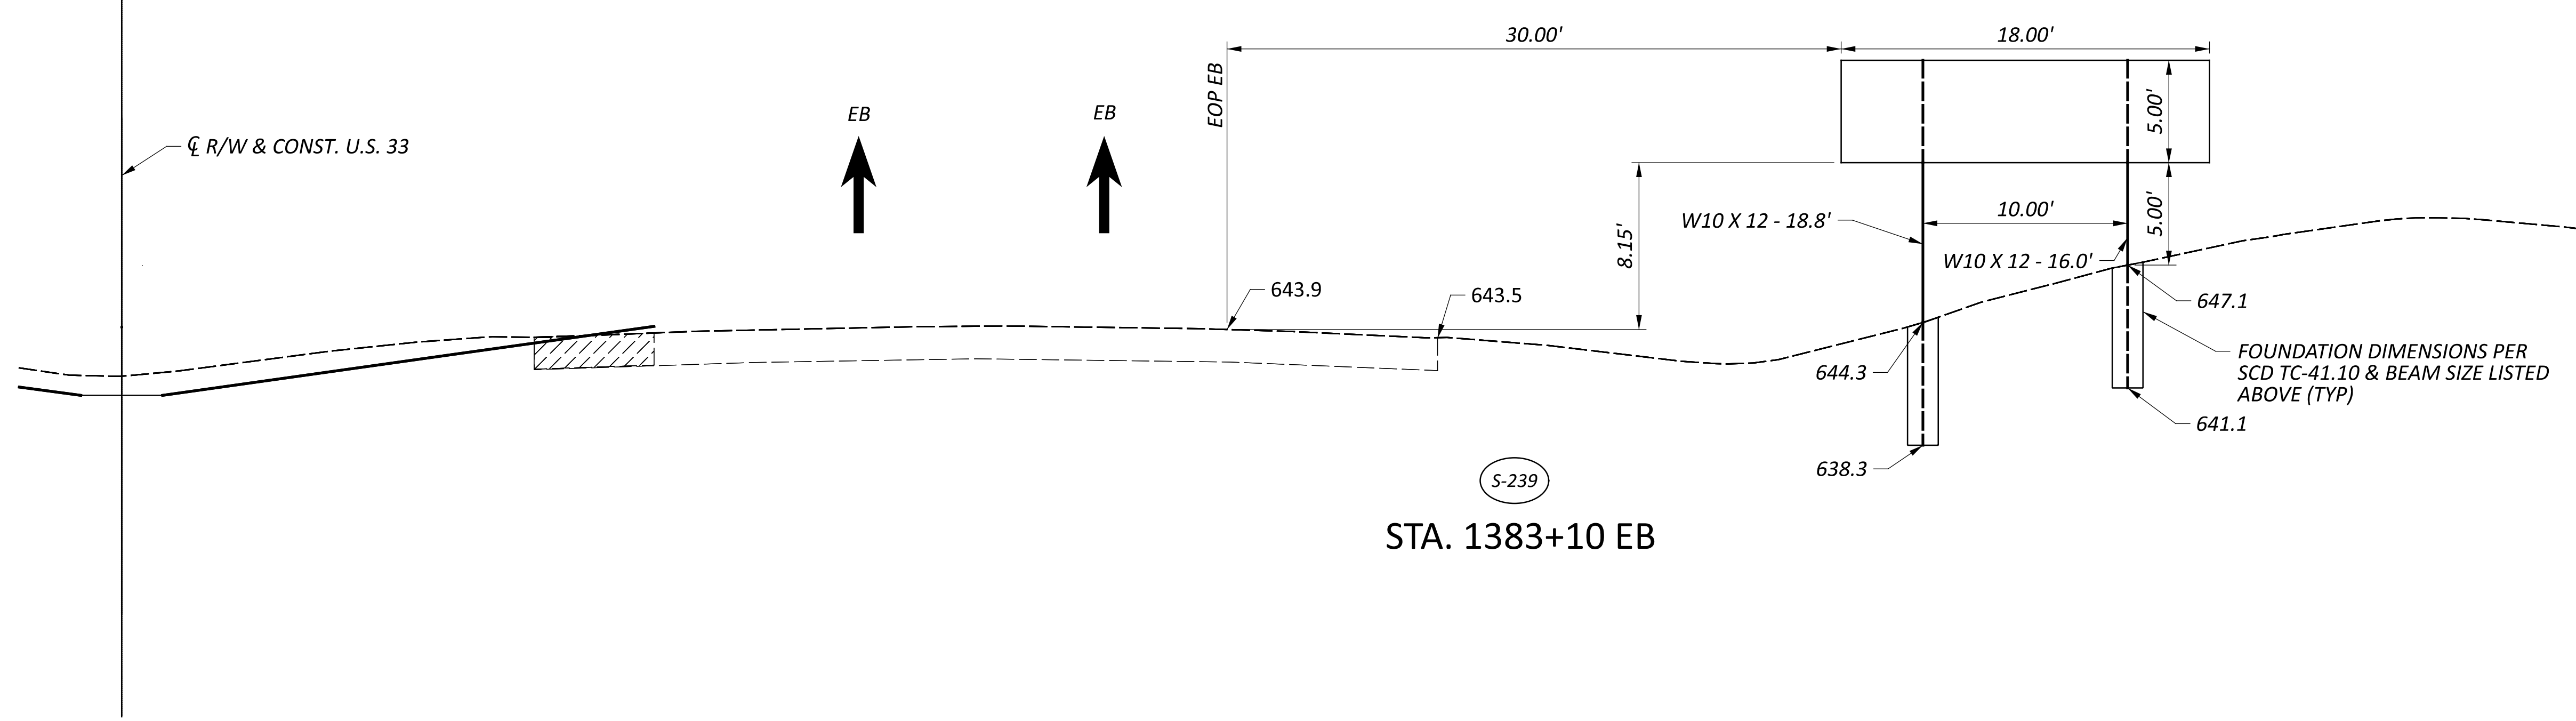 30.00'
18.00'
EOP EB
EB
EB
5.00'
℄ R/W & CONST. U.S. 33
8.15'
W10 X 12 - 18.8'
10.00'
5.00'
W10 X 12 - 16.0'
643.9
643.5
647.1
644.3
FOUNDATION DIMENSIONS PER
SCD TC-41.10 & BEAM SIZE LISTED
ABOVE (TYP)
641.1
638.3
S-239
STA. 1383+10 EB